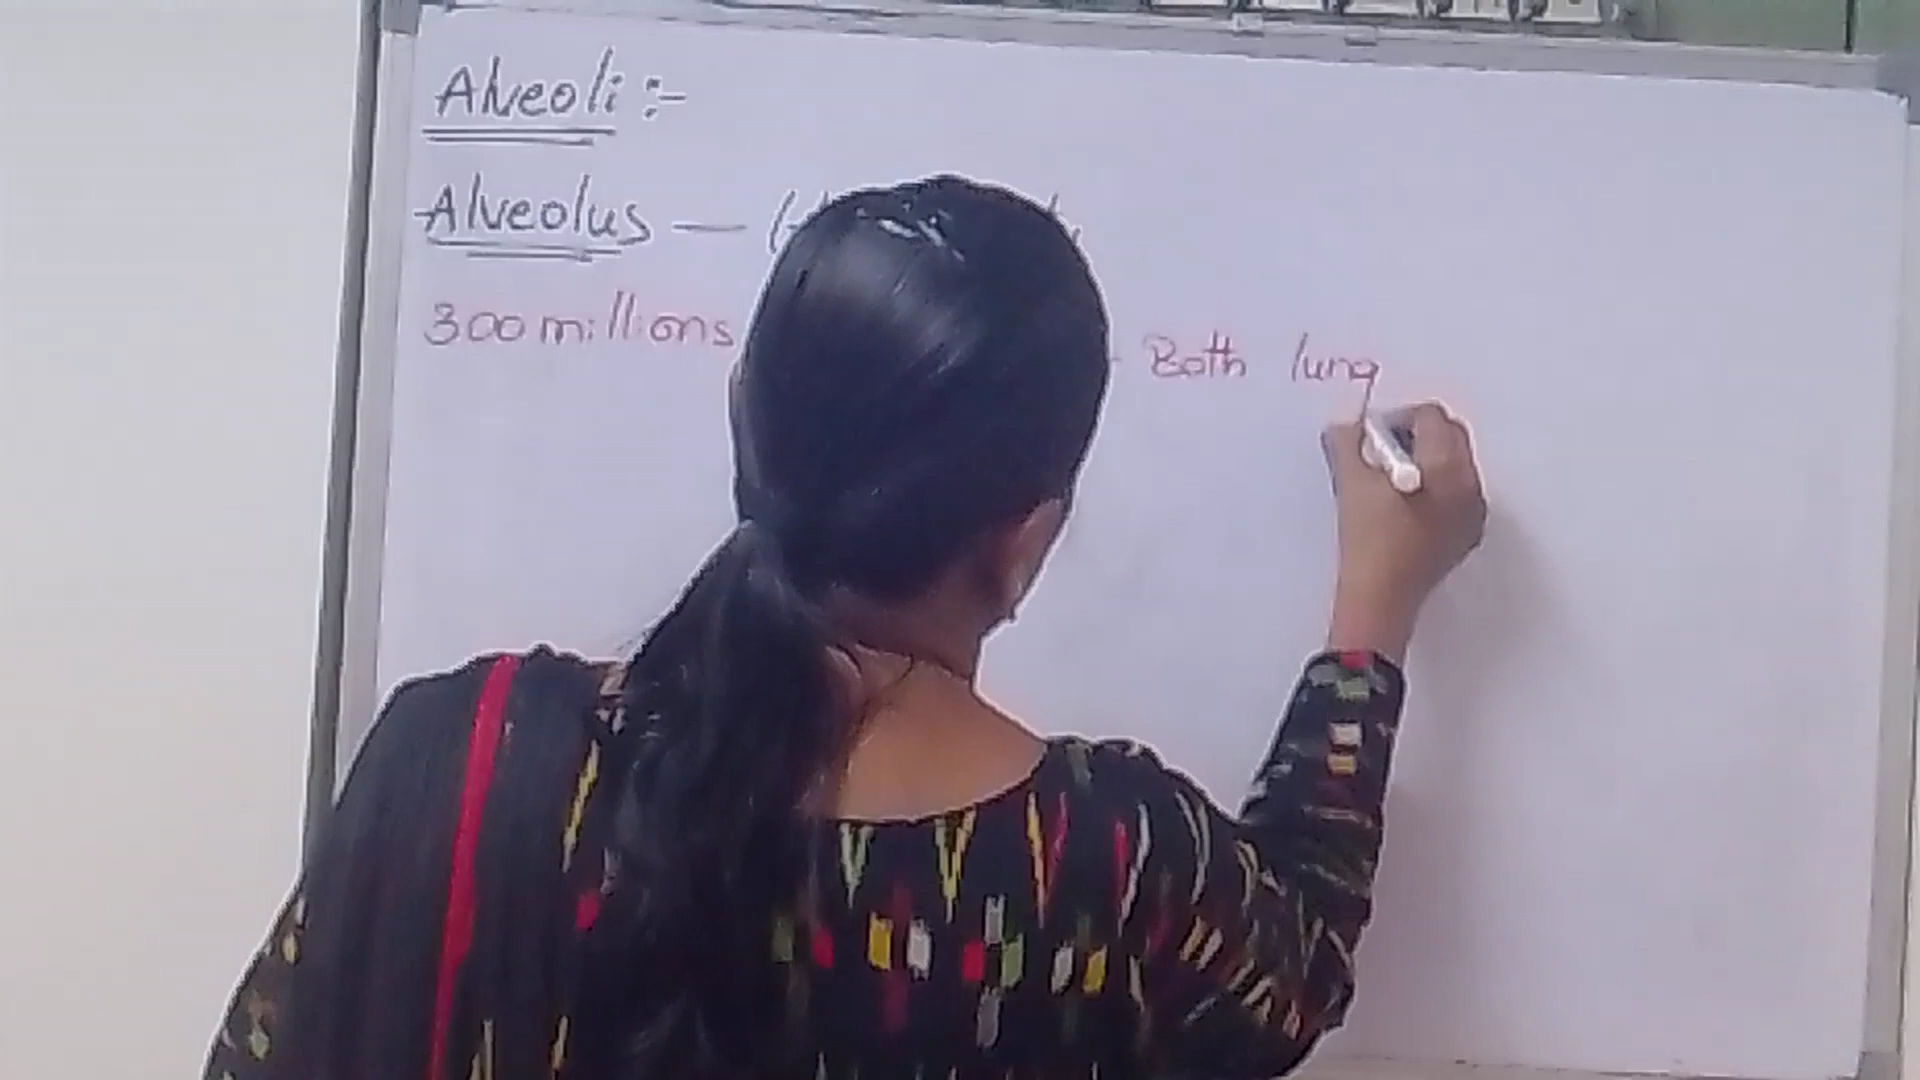 Alveoli :-
Alveolus —
300 millions - Both lung